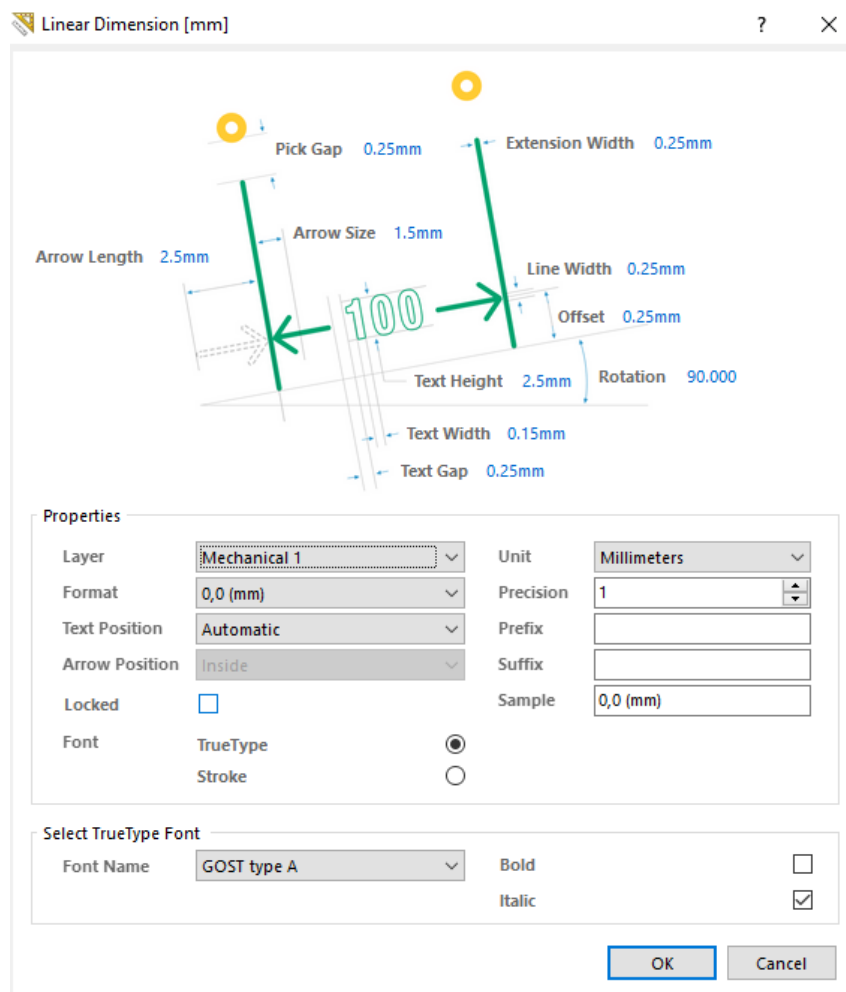 Linear Dimension [mm]
?
Pick Gap 0.25mm
Extension Width 0.25mm
Arrow Size 1.5mm
Arrow Length 2.5mm
Line Width 0.25mm
100
Offset 0.25mm
Text Height 2.5mm
Rotation 90.000
Text Width 0.15mm
Text Gap 0.25mm
Properties
Layer Mechanical 1 Unit Millimeters
Format 0,0 (mm) Precision 1
Text Position Automatic Prefix
Arrow Position Inside Suffix
Locked Sample 0,0 (mm)
Font TrueType
Stroke
Select TrueType Font
Font Name GOST type A Bold
Italic
OK Cancel